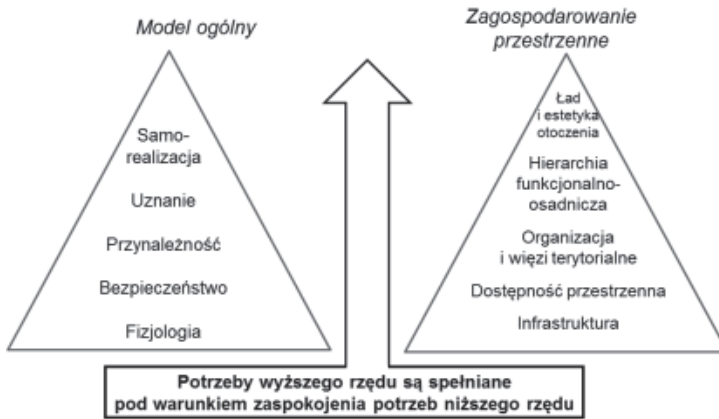 Model ogólny
Samo-
realizacja
Uznanie
Przynależność
Bezpieczeństwo
Fizjologia
Zagospodarowanie
przestrzenne
Ład
i estetyka
otoczenia
Hierarchia
funkcjonalno-
osadnicza
Organizacja
i więzi terytorialne
Dostępność przestrzenna
Infrastruktura
Potrzeby wyższego rzędu są spełniane
pod warunkiem zaspokojenia potrzeb niższego rzędu